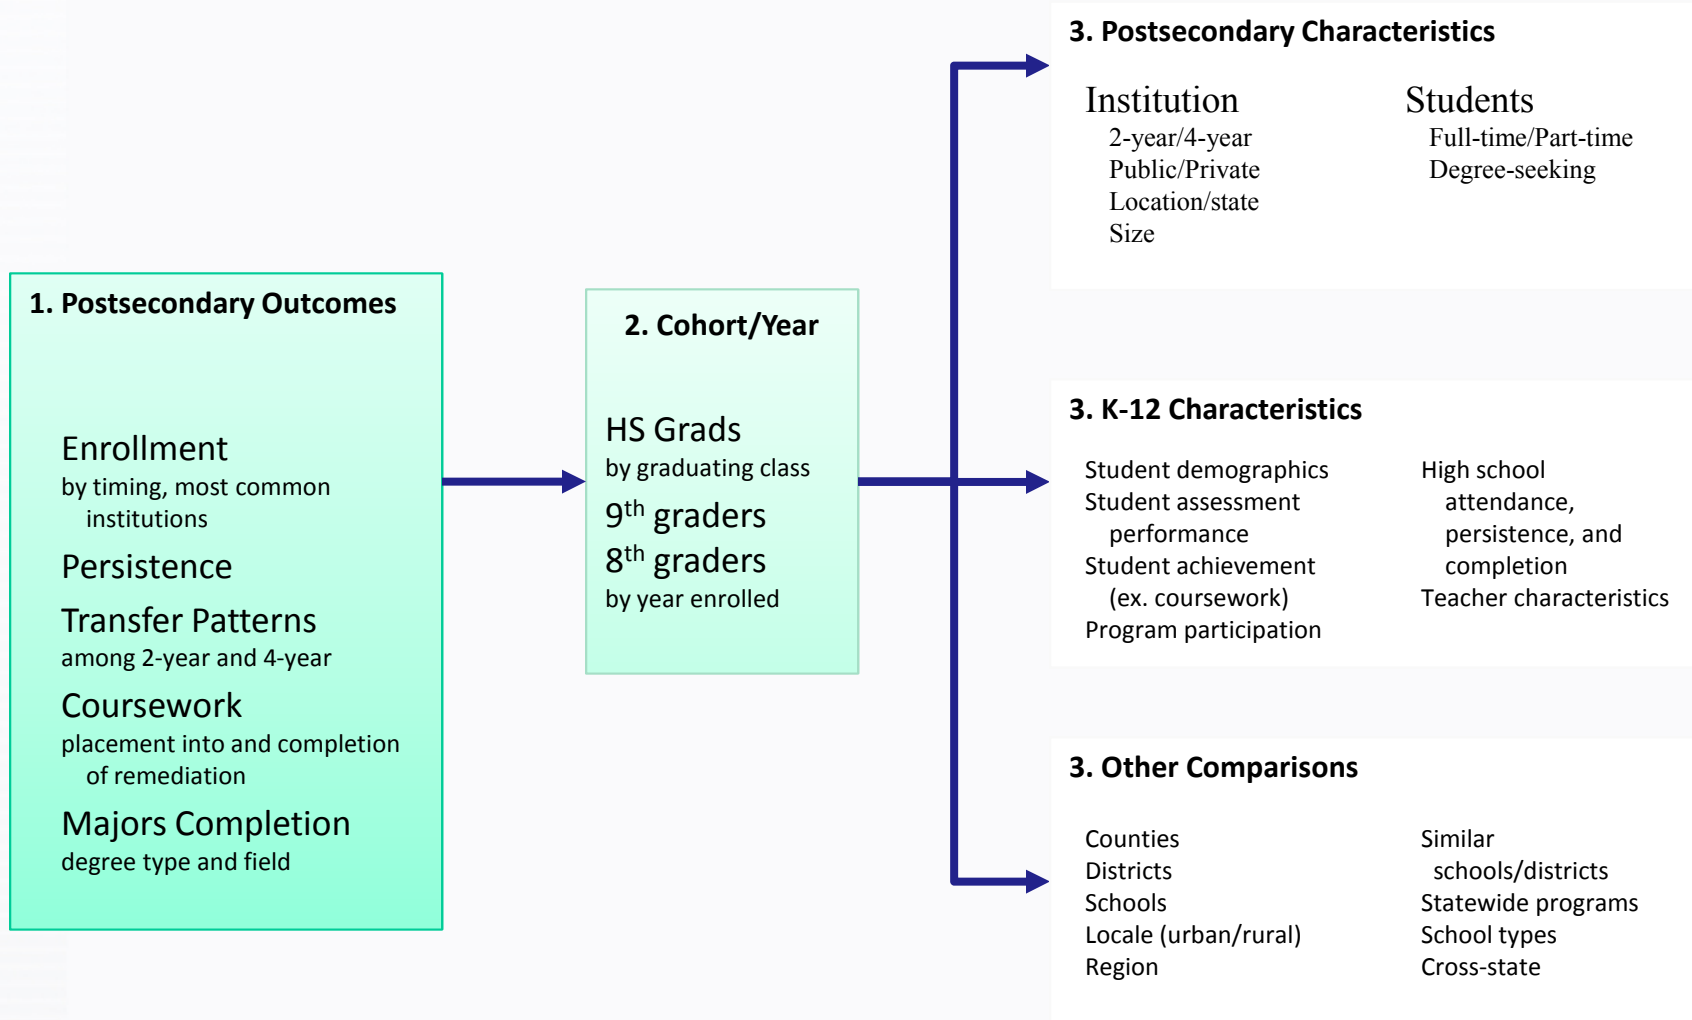 1. Postsecondary Outcomes
Enrollment
by timing, most common
institutions
Persistence
Transfer Patterns
among 2-year and 4-year
Coursework
placement into and completion
of remediation
Majors Completion
degree type and field
2. Cohort/Year
HS Grads
by graduating class
9th graders
8th graders
by year enrolled
3. Postsecondary Characteristics
Institution
2-year/4-year
Public/Private
Location/state
Size
Students
Full-time/Part-time
Degree-seeking
3. K-12 Characteristics
Student demographics
Student assessment
performance
Student achievement
(ex. coursework)
Program participation
High school
attendance,
persistence, and
completion
Teacher characteristics
3. Other Comparisons
Counties
Districts
Schools
Locale (urban/rural)
Region
Similar
schools/districts
Statewide programs
School types
Cross-state